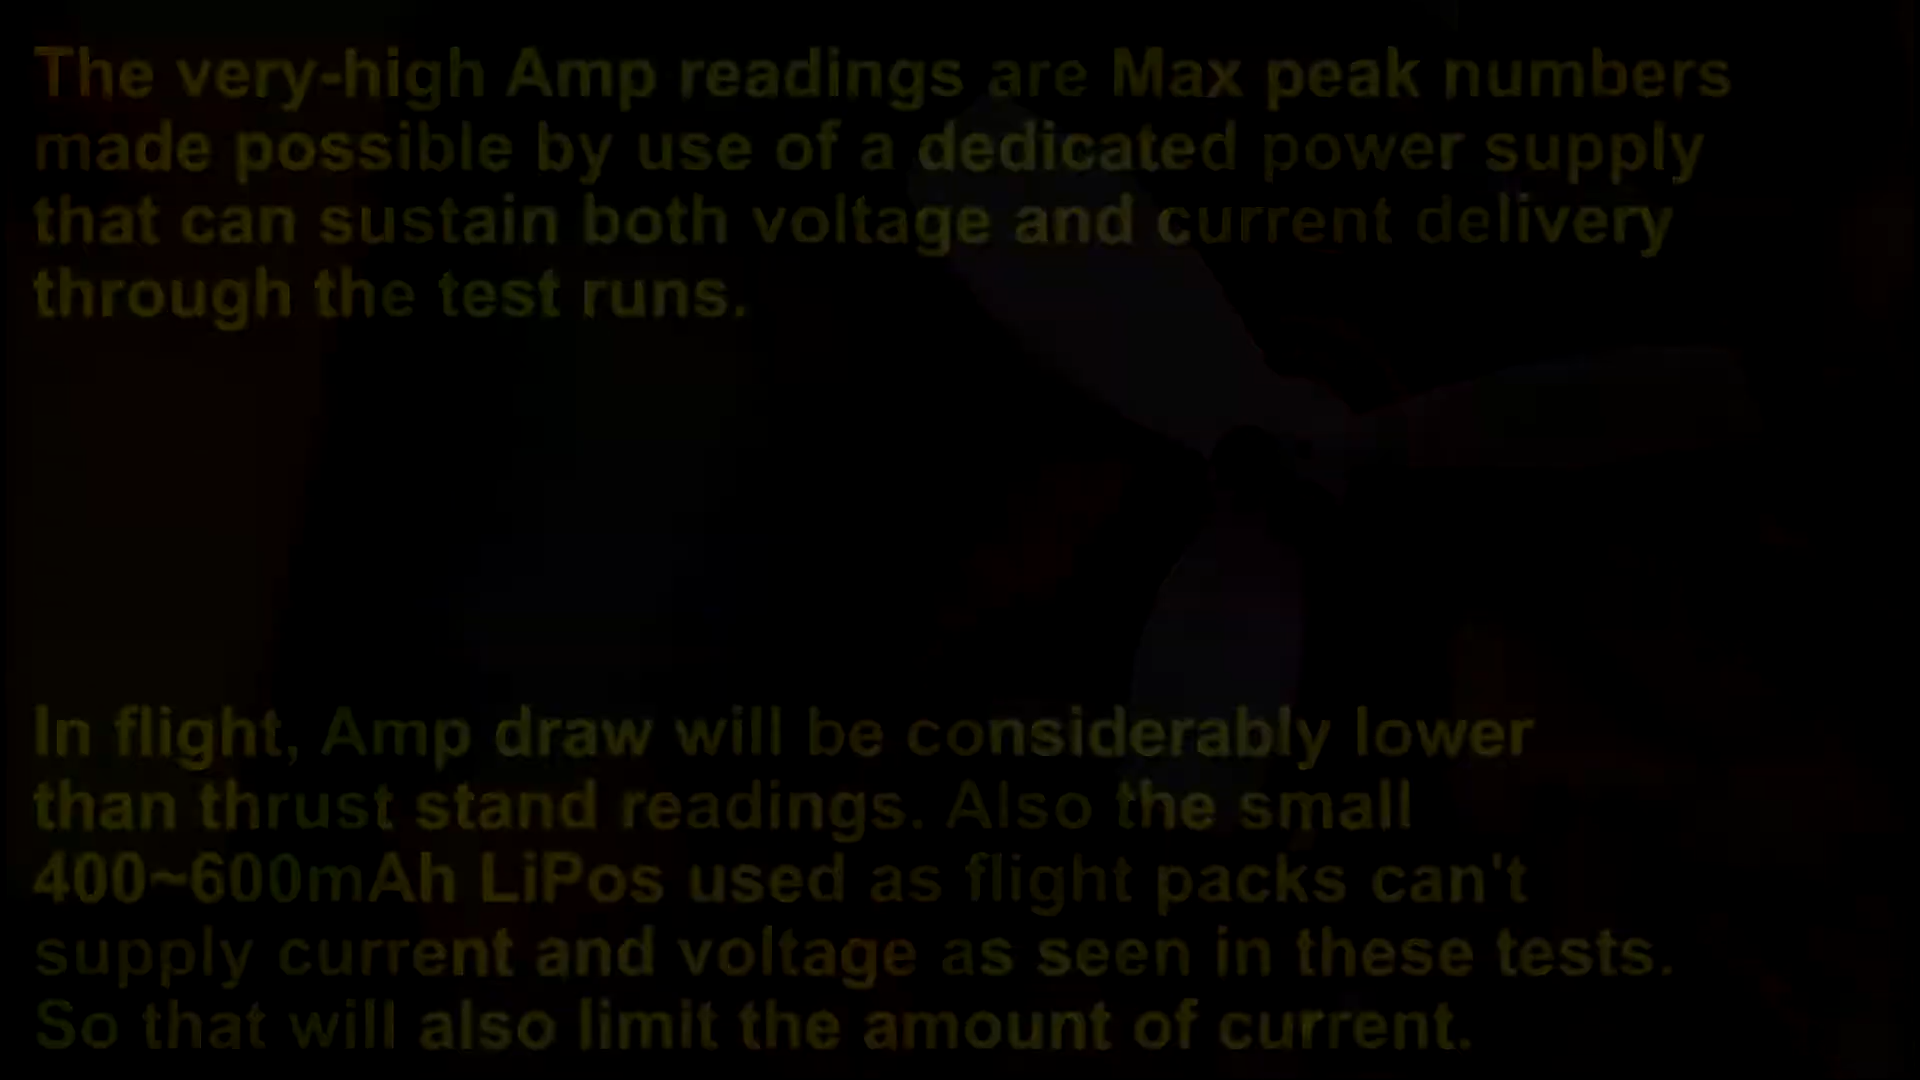 The very-high Amp readings are Max peak numbers
made possible by use of a dedicated power supply
that can sustain both voltage and current delivery
through the test runs.
In flight, Amp draw will be considerably lower
than thrust stand readings. Also the small
400~600mAh LiPos used as flight packs can't
supply current and voltage as seen in these tests.
So that will also limit the amount of current.